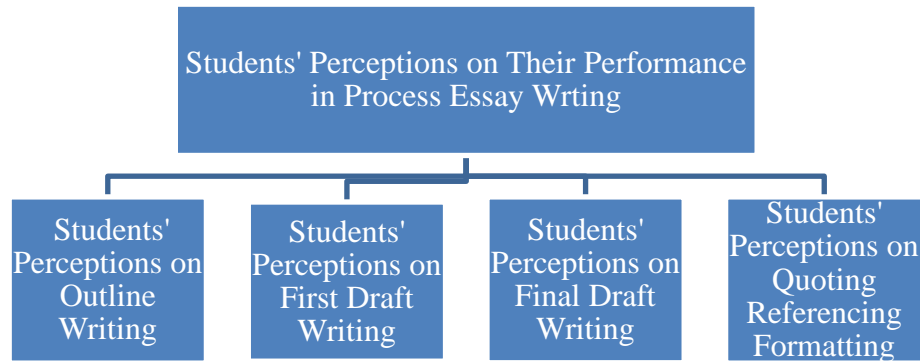 Students' Perceptions on Their Performance
in Process Essay Wrting
Students'
Perceptions on
Outline
Writing
Students'
Perceptions on
First Draft
Writing
Students'
Perceptions on
Final Draft
Writing
Students'
Perceptions on
Quoting
Referencing
Formatting